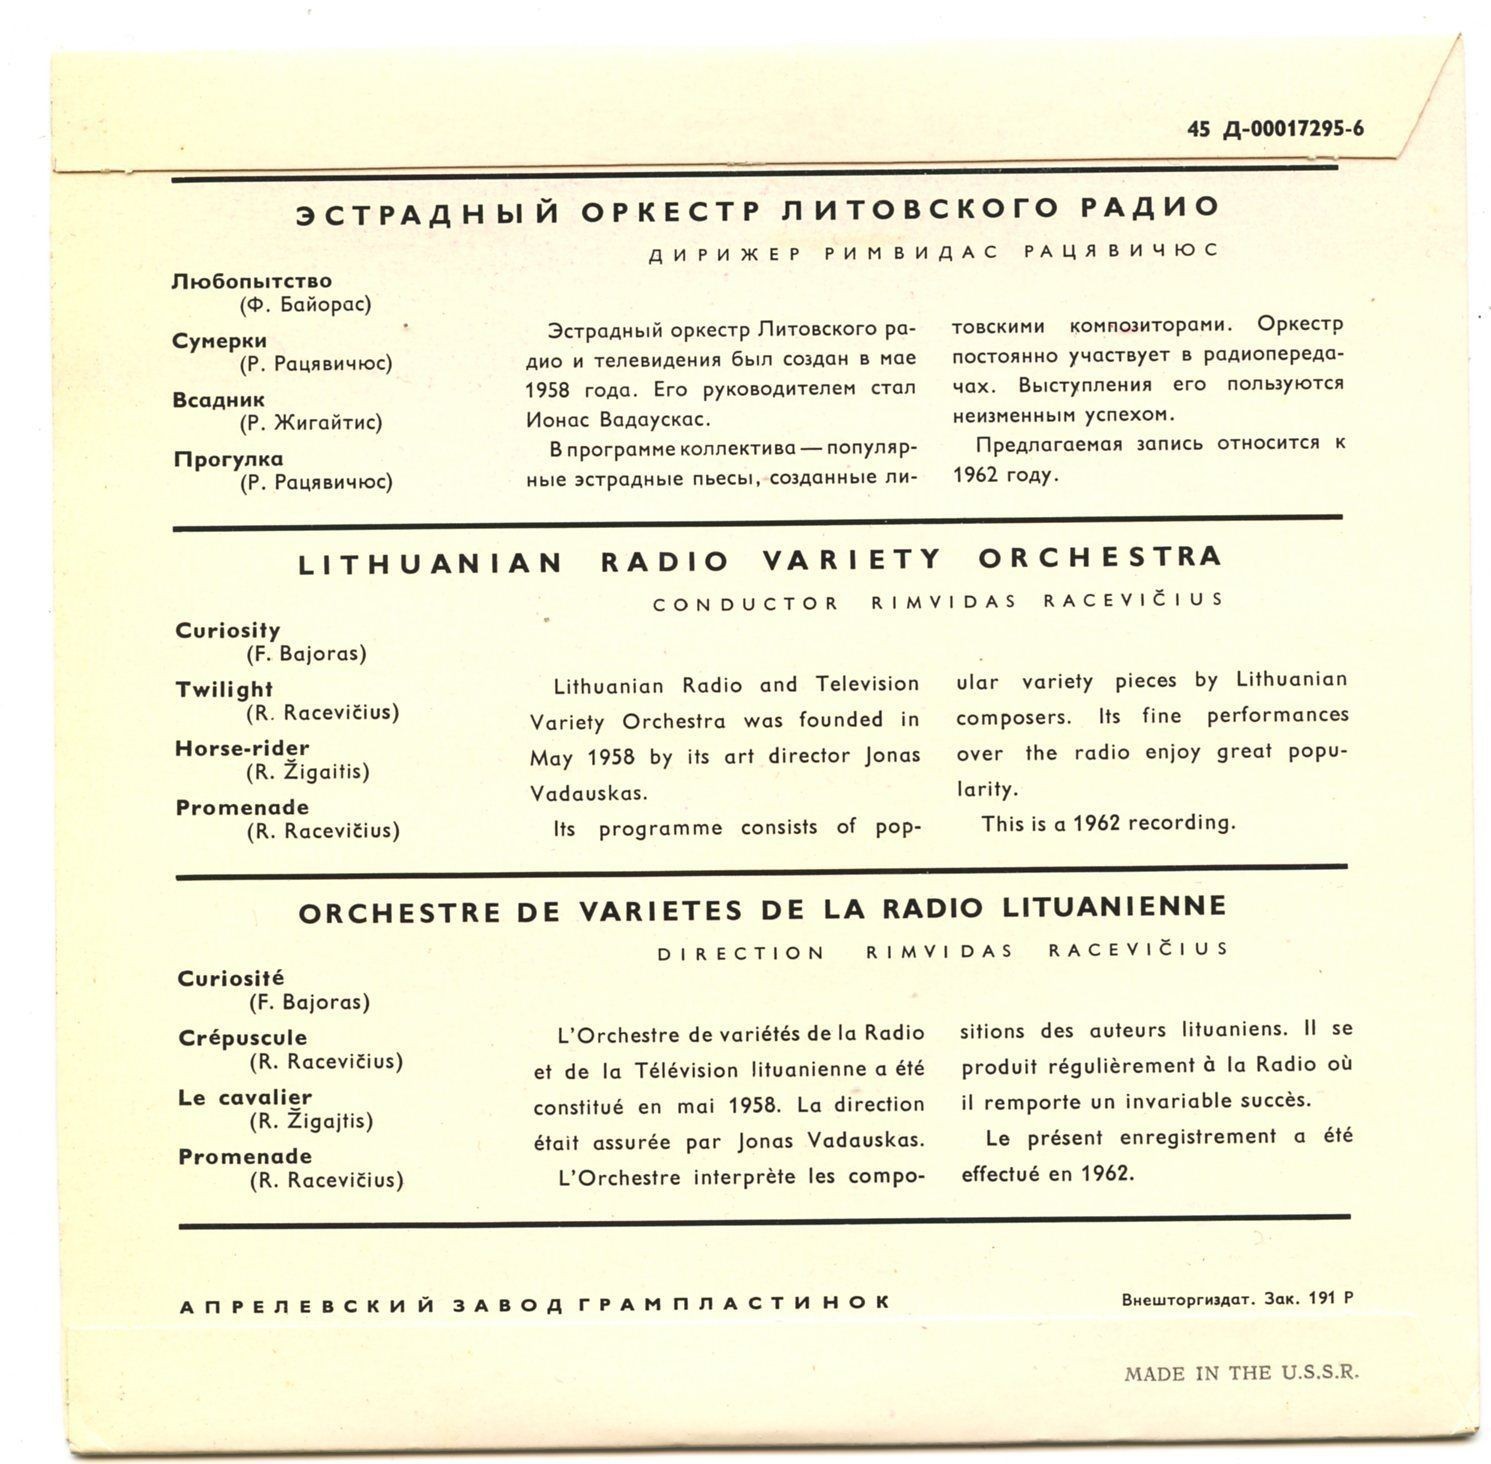 45 Д-00017295-6
ЭСТРАДНЫЙ ОРКЕСТР ЛИТОВСКОГО РАДИО
ДИРИЖЕР РИМВИДАС РАЦЯВИЧЮС
Любопытство
(Ф. Байорас)
Сумерки
(Р. Рацявичюс)
Всадник
(Р. Жигайтис)
Прогулка
(Р. Рацявичюс)
Эстрадный оркестр Литовского ра-
дио и телевидения был создан в мае
1958 года. Его руководителем стал
Ионас Вадаускас.
В программе коллектива — популяр-
ные эстрадные пьесы, созданные ли-
товскими композиторами. Оркестр
постоянно участвует в радиопереда-
чах. Выступления его пользуются
неизменным успехом.
Предлагаемая запись относится к
1962 году.
LITHUANIAN RADIO VARIETY ORCHESTRA
CONDUCTOR RIMVIDAS RACEVIČIUS
Curiosity
(F. Bajoras)
Twilight
(R. Racevičius)
Horse-rider
(R. Žigaitis)
Promenade
(R. Racevičius)
Lithuanian Radio and Television
Variety Orchestra was founded in
May 1958 by its art director Jonas
Vadauskas.
Its programme consists of pop-
ular variety pieces by Lithuanian
composers. Its fine performances
over the radio enjoy great popu-
larity.
This is a 1962 recording.
ORCHESTRE DE VARIETES DE LA RADIO LITUANIENNE
DIRECTION RIMVIDAS RACEVIČIUS
Curiosité
(F. Bajoras)
Crépuscule
(R. Racevičius)
Le cavalier
(R. Žigajtis)
Promenade
(R. Racevičius)
L'Orchestre de variétés de la Radio
et de la Télévision lituanienne a été
constitué en mai 1958. La direction
était assurée par Jonas Vadauskas.
L'Orchestre interprète les compo-
sitions des auteurs lituaniens. Il se
produit régulièrement à la Radio où
il remporte un invariable succès.
Le présent enregistrement a été
effectué en 1962.
АПРЕЛЕВСКИЙ ЗАВОД ГРАМПЛАСТИНОК
Внешторгиздат. Зак. 191 Р
MADE IN THE U.S.S.R.